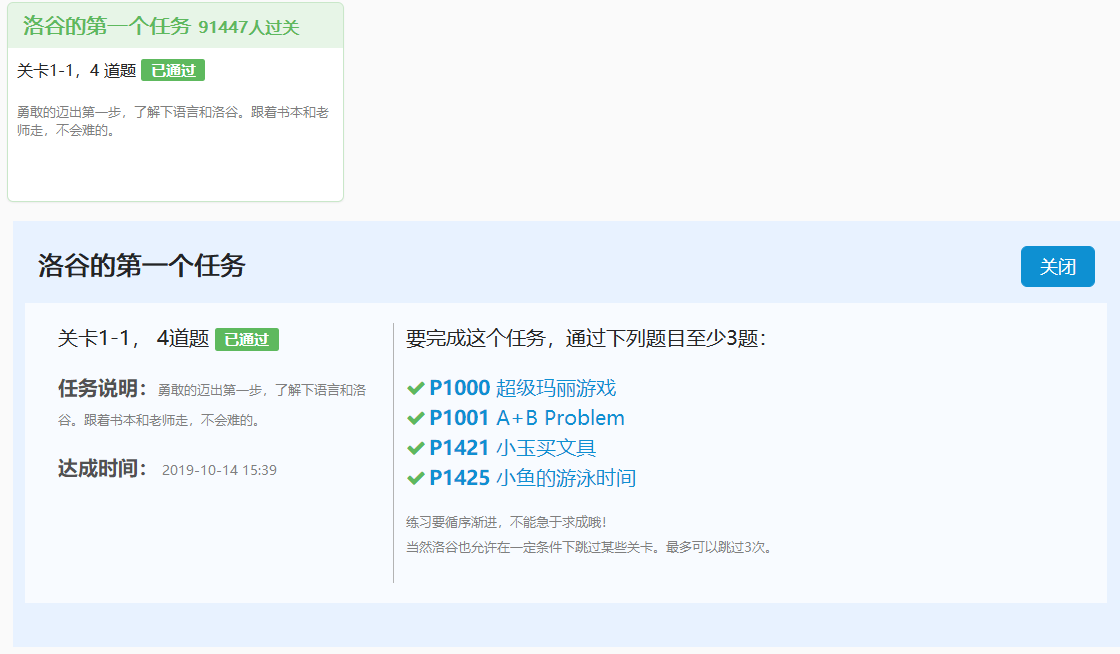 洛谷的第一个任务 91447人过关
关卡1-1，4 道题 已通过
勇敢的迈出第一步，了解下语言和洛谷。跟着书本和老
师走，不会难的。
洛谷的第一个任务
关闭
关卡1-1， 4道题 已通过
任务说明： 勇敢的迈出第一步，了解下语言和洛
谷。跟着书本和老师走，不会难的。
达成时间： 2019-10-14 15:39
要完成这个任务，通过下列题目至少3题：
P1000 超级玛丽游戏
P1001 A+B Problem
P1421 小玉买文具
P1425 小鱼的游泳时间
练习要循序渐进，不能急于求成哦！
当然洛谷也允许在一定条件下跳过某些关卡。最多可以跳过3次。